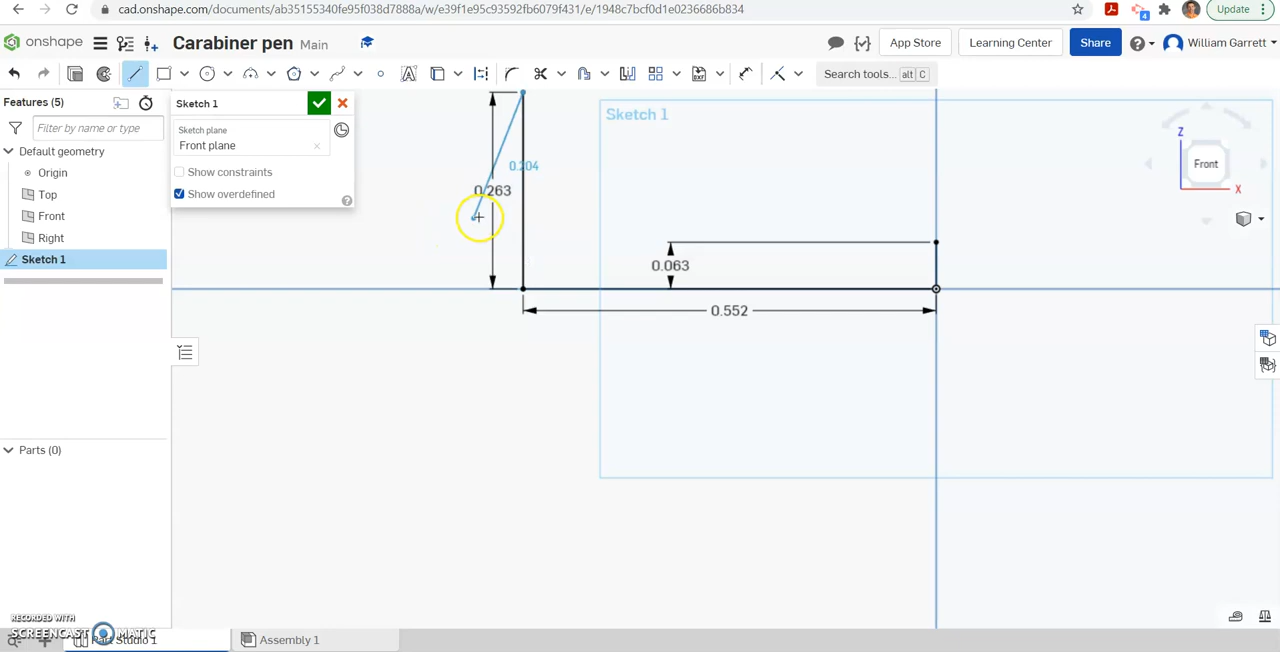 cad.onshape.com/documents/ab35155340fe95f038d7888a/w/e39f1e95c93592fb6079f431/e/1948c7bcf0d1e0236686b834
4
Update
onshape
Carabiner pen Main
App Store
Learning Center
Share
William Garrett
Search tools... alt C
Features (5)
Filter by name or type
Default geometry
Origin
Top
Front
Right
Sketch 1
Parts (0)
Sketch 1
Sketch plane
Front plane
Show constraints
Show overdefined
Sketch 1
0.204
0.263
0.063
0.552
Z
Front
X
RECORDED WITH
SCREENCAST MATIC
Part Studio 1
Assembly 1